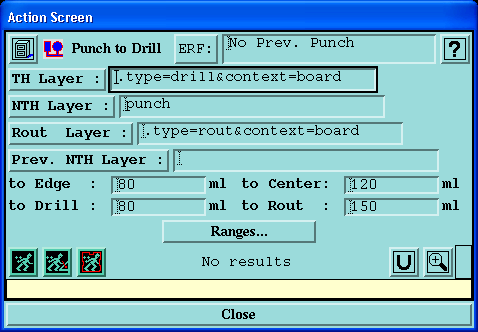 Action Screen
Punch to Drill ERF: No Prev. Punch ?
TH Layer : .type=drill&context=board
NTH Layer : punch
Rout Layer : .type=rout&context=board
Prev. NTH Layer :
to Edge : 80 ml to Center: 120 ml
to Drill : 80 ml to Rout : 150 ml
Ranges...
No results U
Close